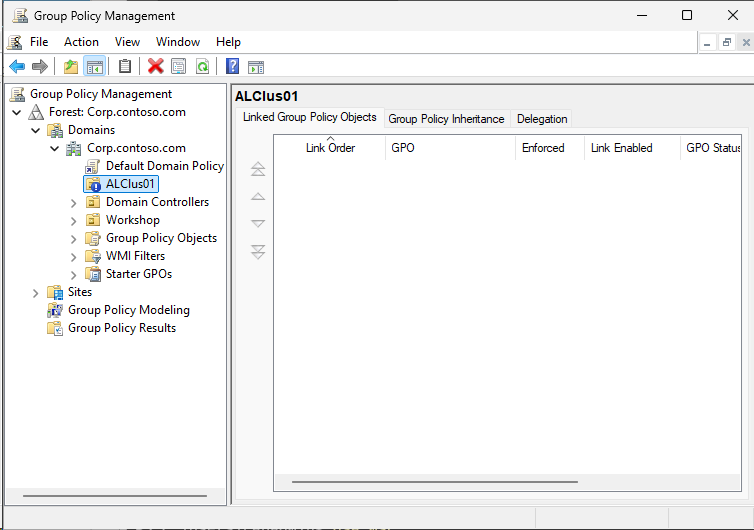 Group Policy Management
File Action View Window Help
Group Policy Management
Forest: Corp.contoso.com
Domains
Corp.contoso.com
Default Domain Policy
ALClus01
Domain Controllers
Workshop
Group Policy Objects
WMI Filters
Starter GPOs
Sites
Group Policy Modeling
Group Policy Results
ALClus01
Linked Group Policy Objects Group Policy Inheritance Delegation
Link Order GPO Enforced Link Enabled GPO Status